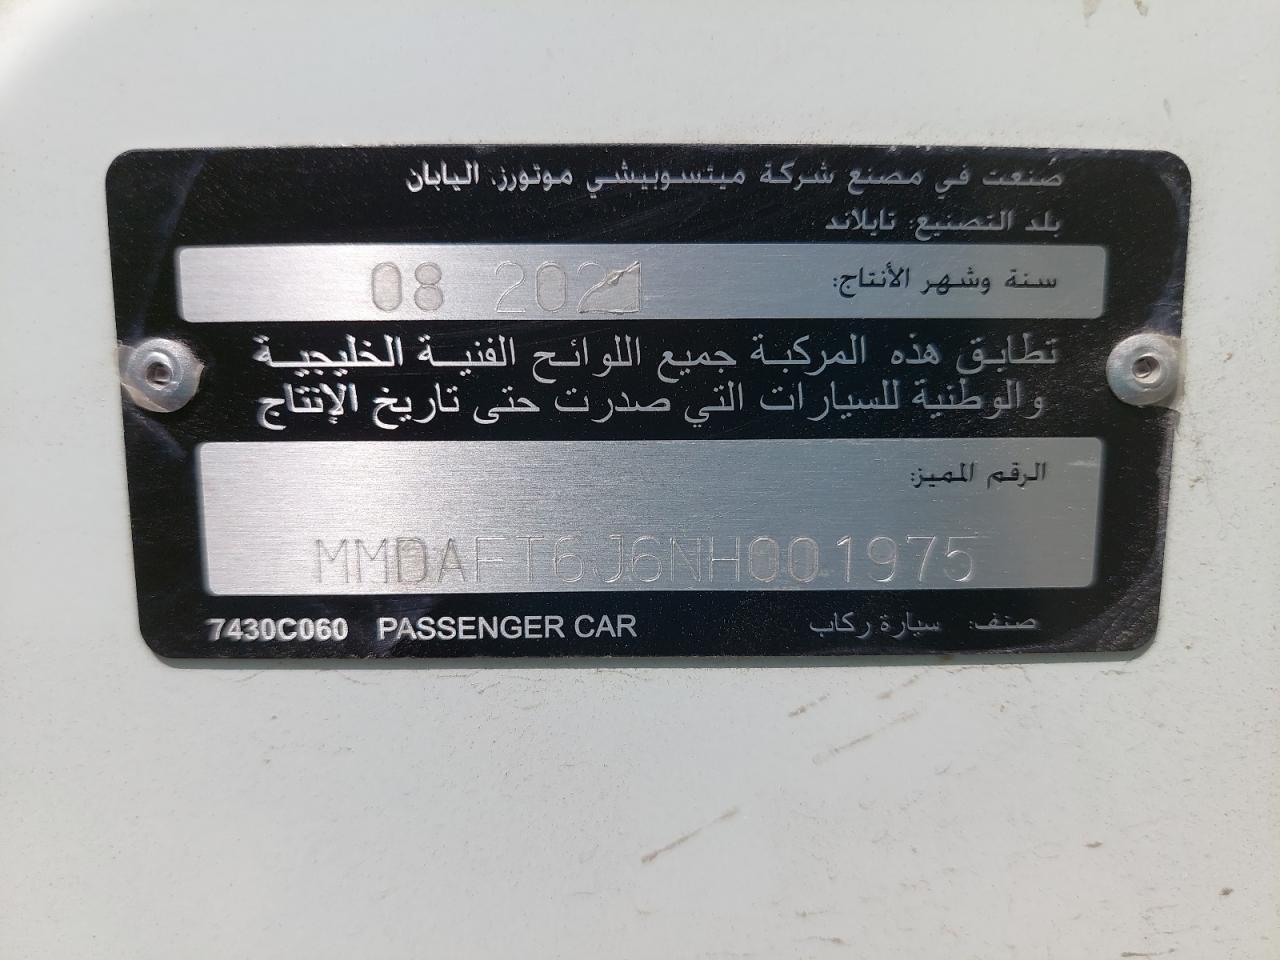 صنعت في مصنع شركة ميتسوبيشي موتورز، اليابان
بلد التصنيع: تايلاند
سنة وشهر الأنتاج: 08 2021
تطابق هذه المركبة جميع اللوائح الفنية الخليجية
والوطنية للسيارات التي صدرت حتى تاريخ الإنتاج
الرقم المميز:
MMDAFT6J6NH001975
صنف: سيارة ركاب PASSENGER CAR 7430C060